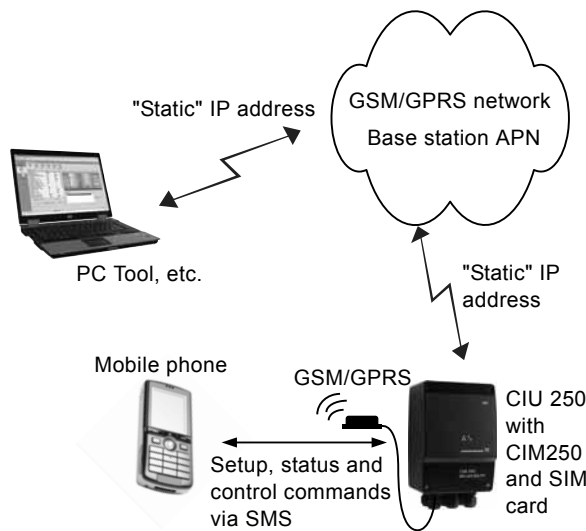 GSM/GPRS network
Base station APN
"Static" IP address
PC Tool, etc.
"Static" IP
address
Mobile phone
GSM/GPRS
Setup, status and
control commands
via SMS
CIU 250
with
CIM250
and SIM
card